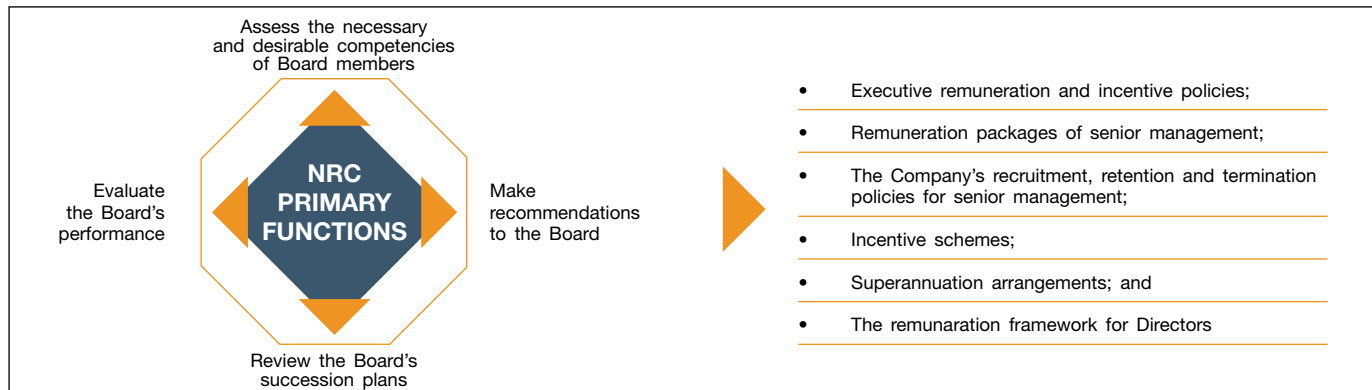 Assess the necessary
and desirable competencies
of Board members
Evaluate
the Board's
performance
NRC
PRIMARY
FUNCTIONS
Make
recommendations
to the Board
Review the Board's
succession plans
• Executive remuneration and incentive policies;
• Remuneration packages of senior management;
• The Company's recruitment, retention and termination
policies for senior management;
• Incentive schemes;
• Superannuation arrangements; and
• The remunaration framework for Directors